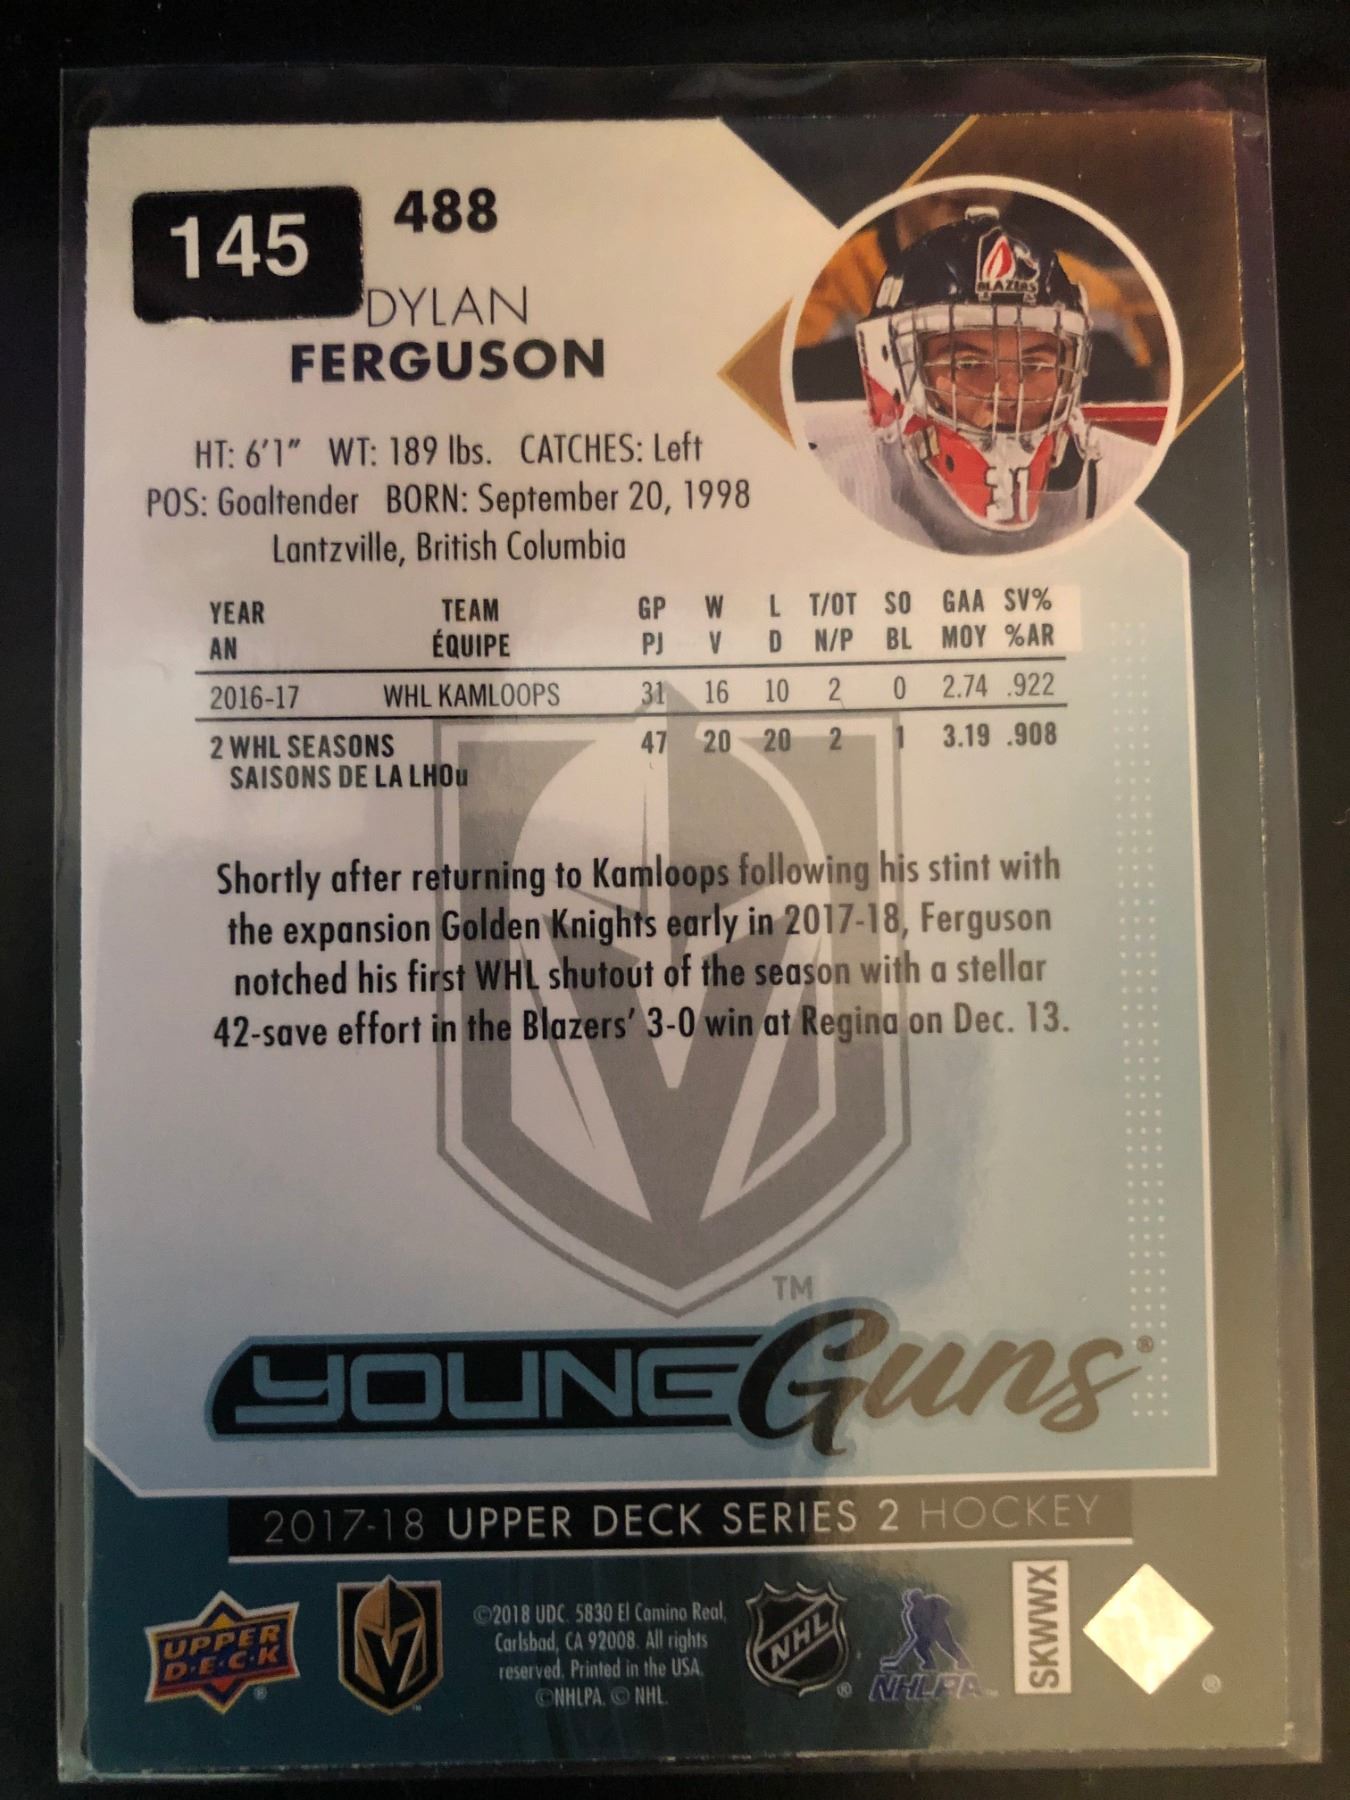 145
488
DYLAN
FERGUSON
BLAZERS
31
HT: 6'1" WT: 189 lbs. CATCHES: Left
POS: Goaltender BORN: September 20, 1998
Lantzville, British Columbia
YEAR TEAM GP W L T/OT SO GAA SV%
AN ÉQUIPE PJ V D N/P BL MOY %AR
2016-17 WHL KAMLOOPS 31 16 10 2 0 2.74 .922
2 WHL SEASONS 47 20 20 2 1 3.19 .908
SAISONS DE LA LHOu
Shortly after returning to Kamloops following his stint with
the expansion Golden Knights early in 2017-18, Ferguson
notched his first WHL shutout of the season with a stellar
42-save effort in the Blazers' 3-0 win at Regina on Dec. 13.
TM
YOUNG Guns®
2017-18 UPPER DECK SERIES 2 HOCKEY
UPPER
D·E·C·K
®
©2018 UDC. 5830 El Camino Real,
Carlsbad, CA 92008. All rights
reserved. Printed in the USA.
©NHLPA. © NHL.
NHL
®
NHLPA
SKWWX
®